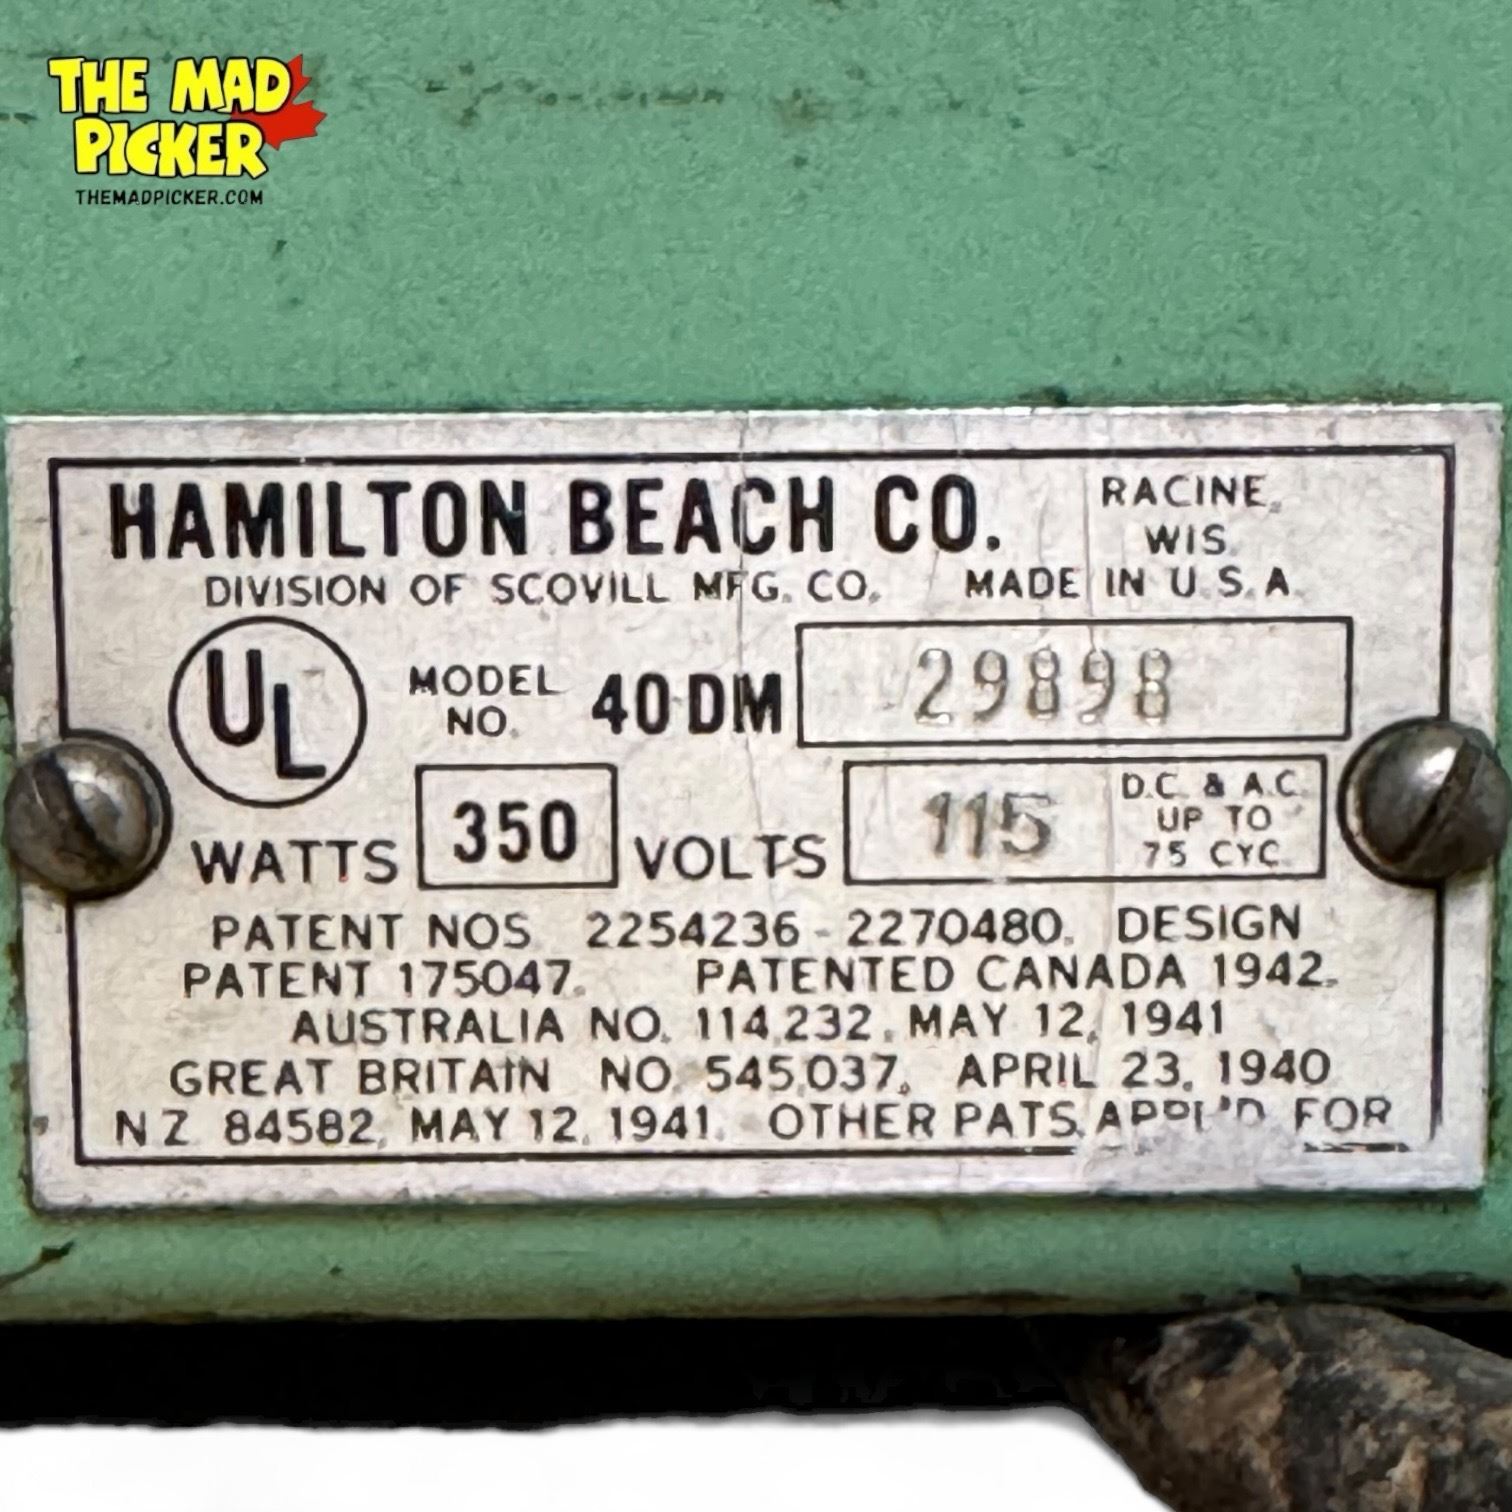 THE MAD
PICKER
THEMADPICKER.COM
HAMILTON BEACH CO.
RACINE,
WIS.
DIVISION OF SCOVILL MFG. CO. MADE IN U.S.A.
UL
MODEL
NO. 40DM 29898
WATTS 350 VOLTS 115
D.C. & A.C.
UP TO
75 CYC.
PATENT NOS 2254236-2270480. DESIGN
PATENT 175047. PATENTED CANADA 1942.
AUSTRALIA NO. 114,232, MAY 12, 1941
GREAT BRITAIN NO. 545,037, APRIL 23, 1940
NZ 84582, MAY 12, 1941. OTHER PATS. APPL'D FOR